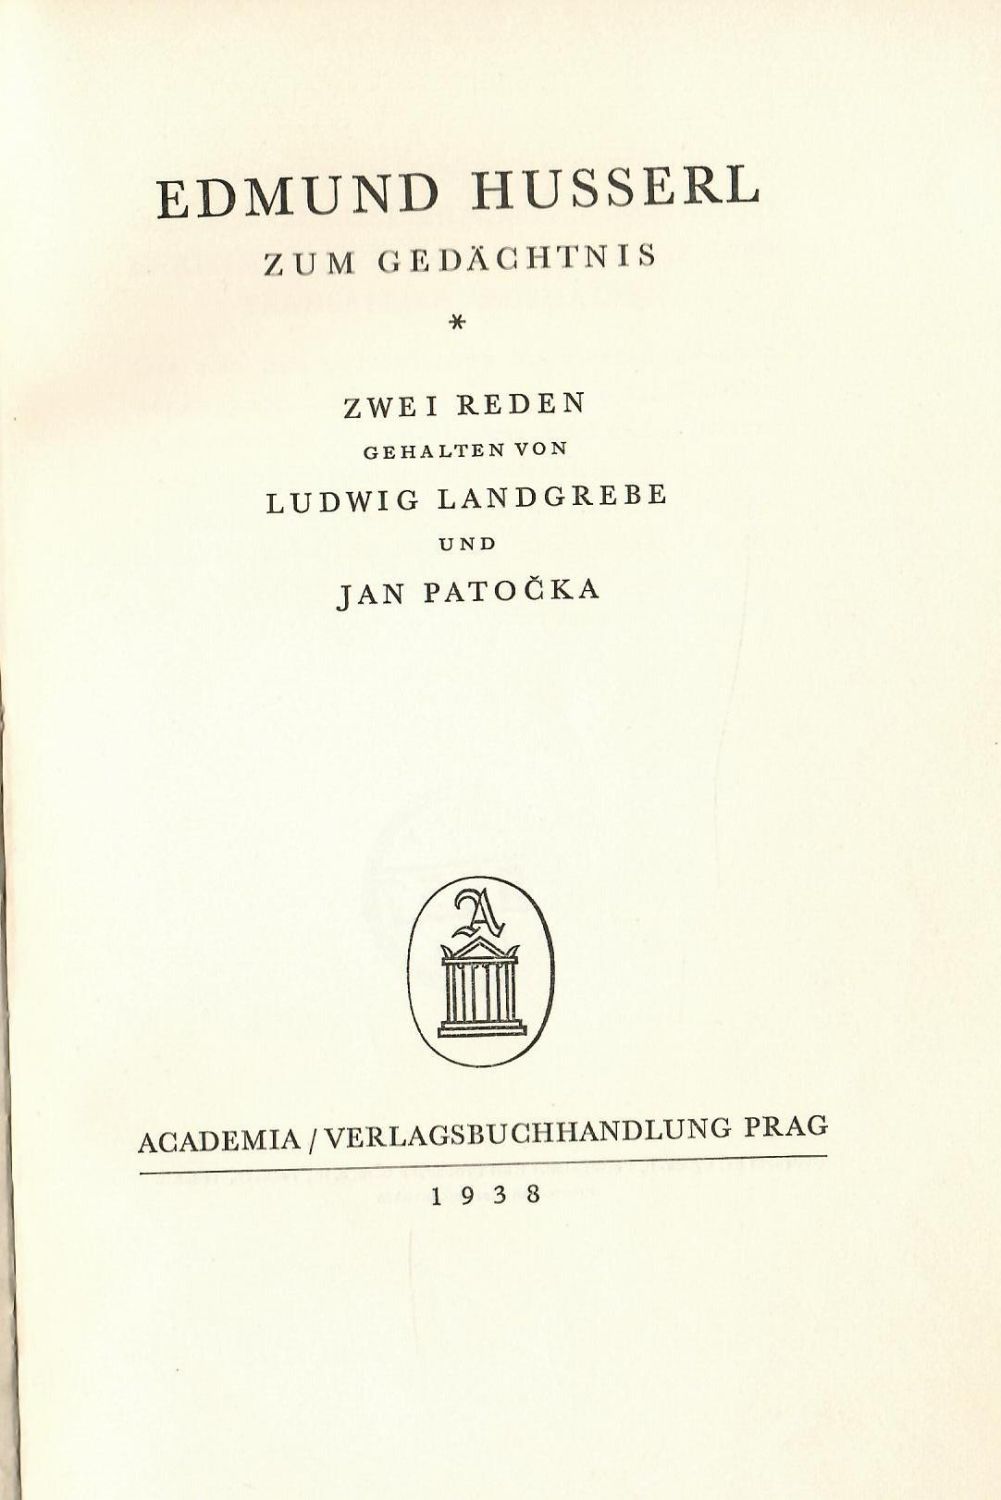 EDMUND HUSSERL
ZUM GEDÄCHTNIS
*
ZWEI REDEN
GEHALTEN VON
LUDWIG LANDGREBE
UND
JAN PATOČKA
A
ACADEMIA / VERLAGSBUCHHANDLUNG PRAG
1938